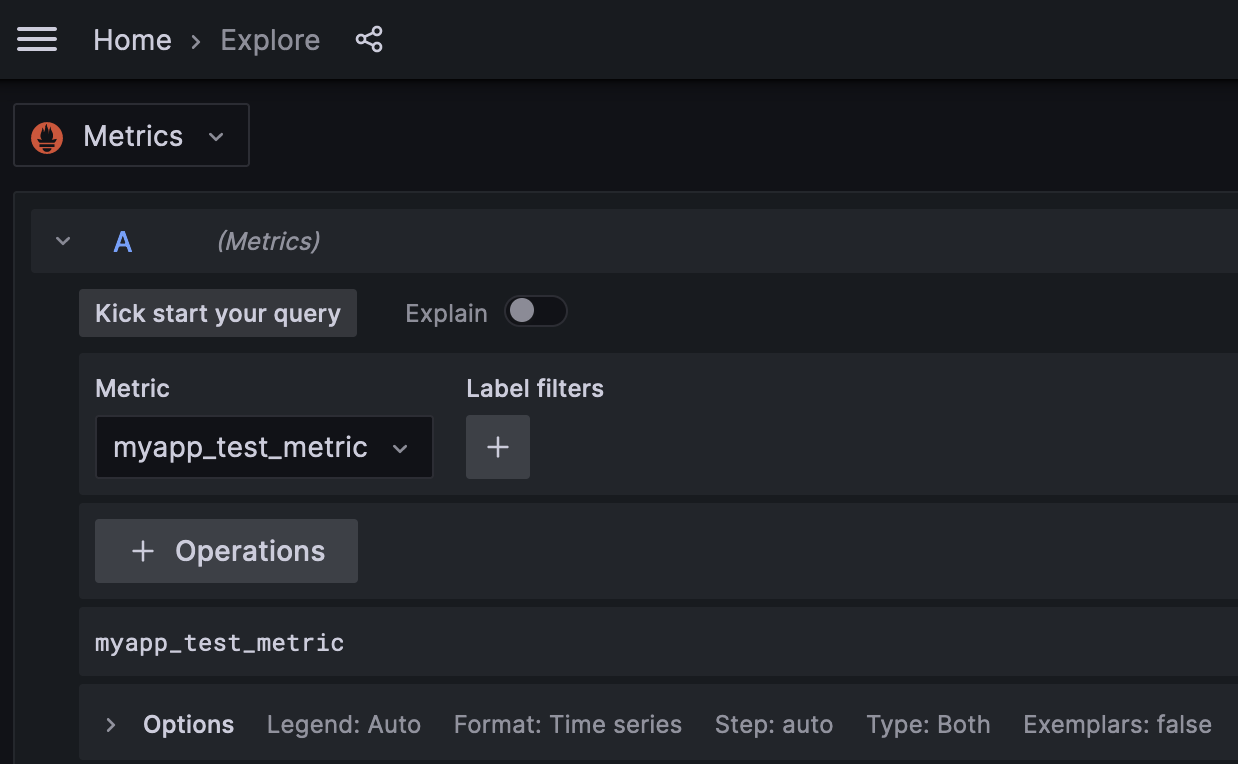 Home › Explore
Metrics
A (Metrics)
Kick start your query Explain
Metric Label filters
myapp_test_metric +
+ Operations
myapp_test_metric
Options Legend: Auto Format: Time series Step: auto Type: Both Exemplars: false